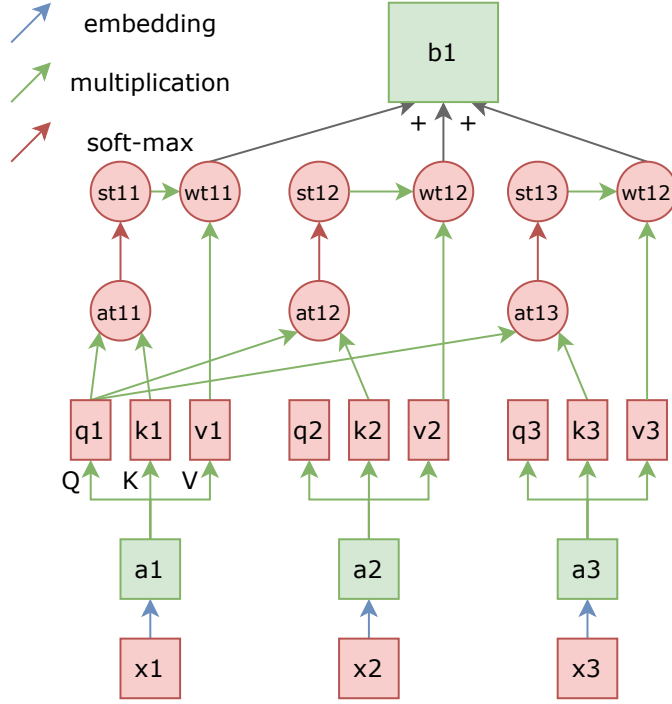 embedding
b1
multiplication
+ +
soft-max
st11 wt11 st12 wt12 st13 wt12
at11 at12 at13
q1 k1 v1 q2 k2 v2 q3 k3 v3
Q K V
a1 a2 a3
x1 x2 x3